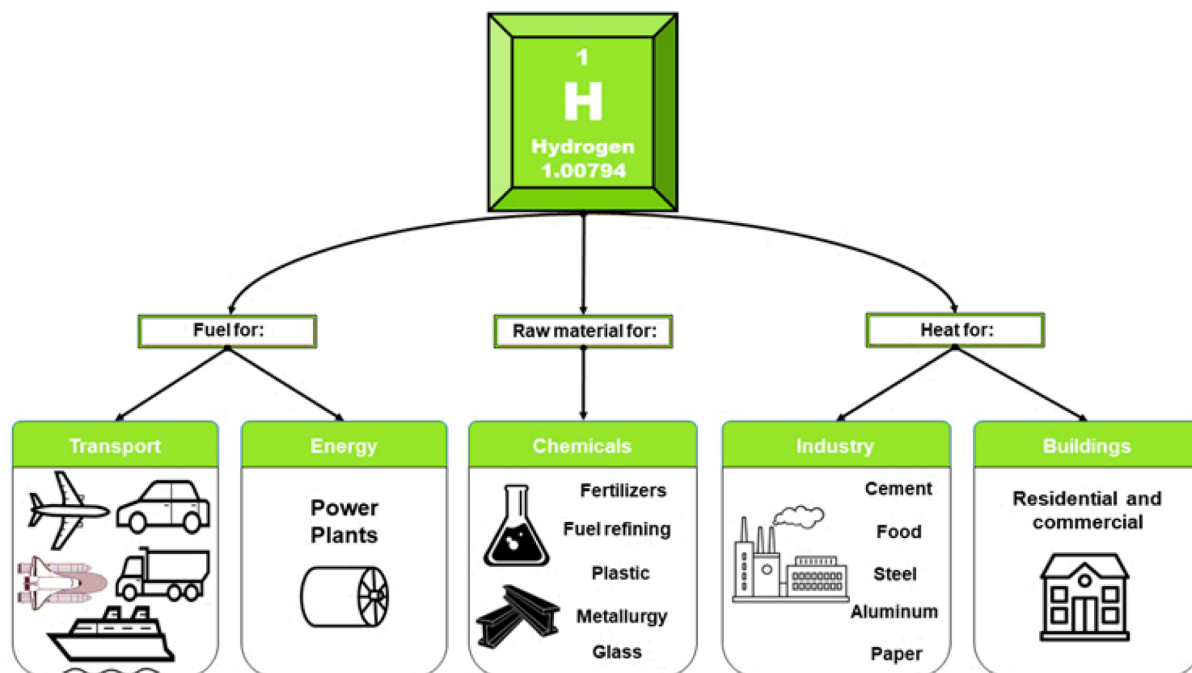 1
H
Hydrogen
1.00794
Fuel for:
Raw material for:
Heat for:
Transport
Energy
Power
Plants
Chemicals
Fertilizers
Fuel refining
Plastic
Metallurgy
Glass
Industry
Cement
Food
Steel
Aluminum
Paper
Buildings
Residential and
commercial